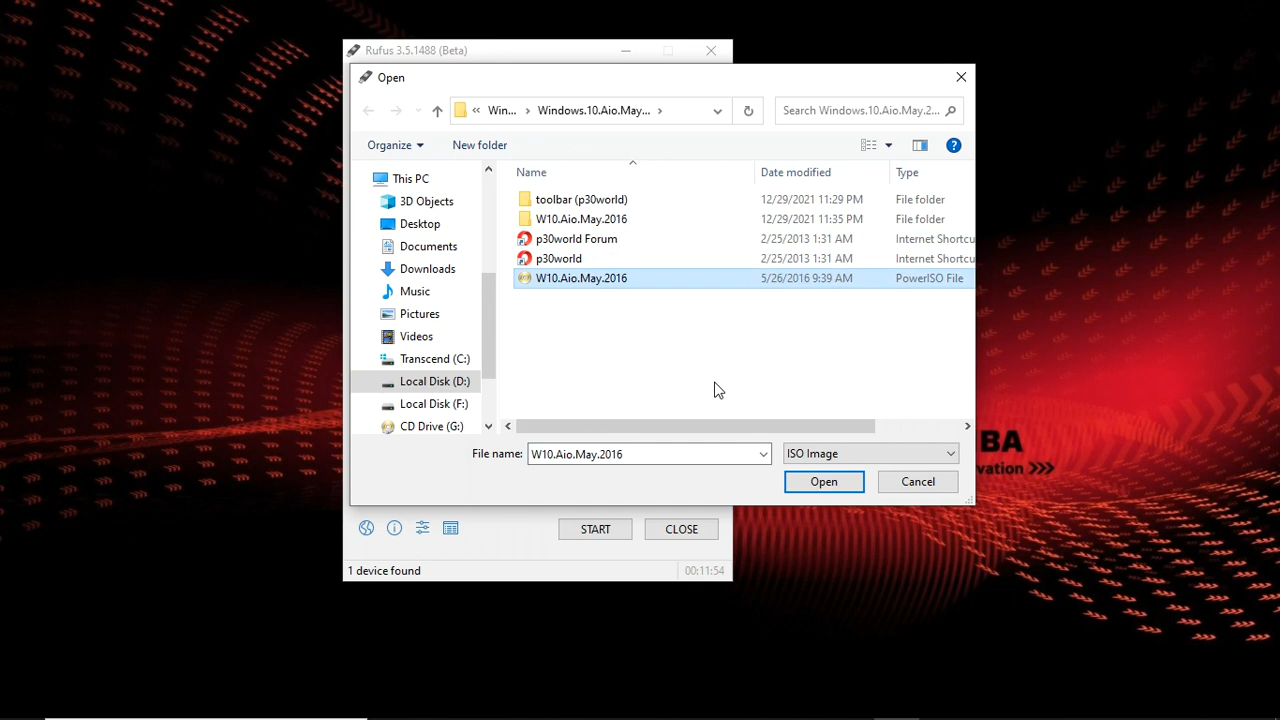 Rufus 3.5.1488 (Beta)
Open
« Win... › Windows.10.Aio.May... ›
Search Windows.10.Aio.May.2...
Organize
New folder
?
This PC
3D Objects
Desktop
Documents
Downloads
Music
Pictures
Videos
Transcend (C:)
Local Disk (D:)
Local Disk (F:)
CD Drive (G:)
Name Date modified Type
toolbar (p30world) 12/29/2021 11:29 PM File folder
W10.Aio.May.2016 12/29/2021 11:35 PM File folder
p30world Forum 2/25/2013 1:31 AM Internet Shortcu
p30world 2/25/2013 1:31 AM Internet Shortcu
W10.Aio.May.2016 5/26/2016 9:39 AM PowerISO File
File name: W10.Aio.May.2016 ISO Image
Open Cancel
BA
vation >>>
START CLOSE
1 device found 00:11:54